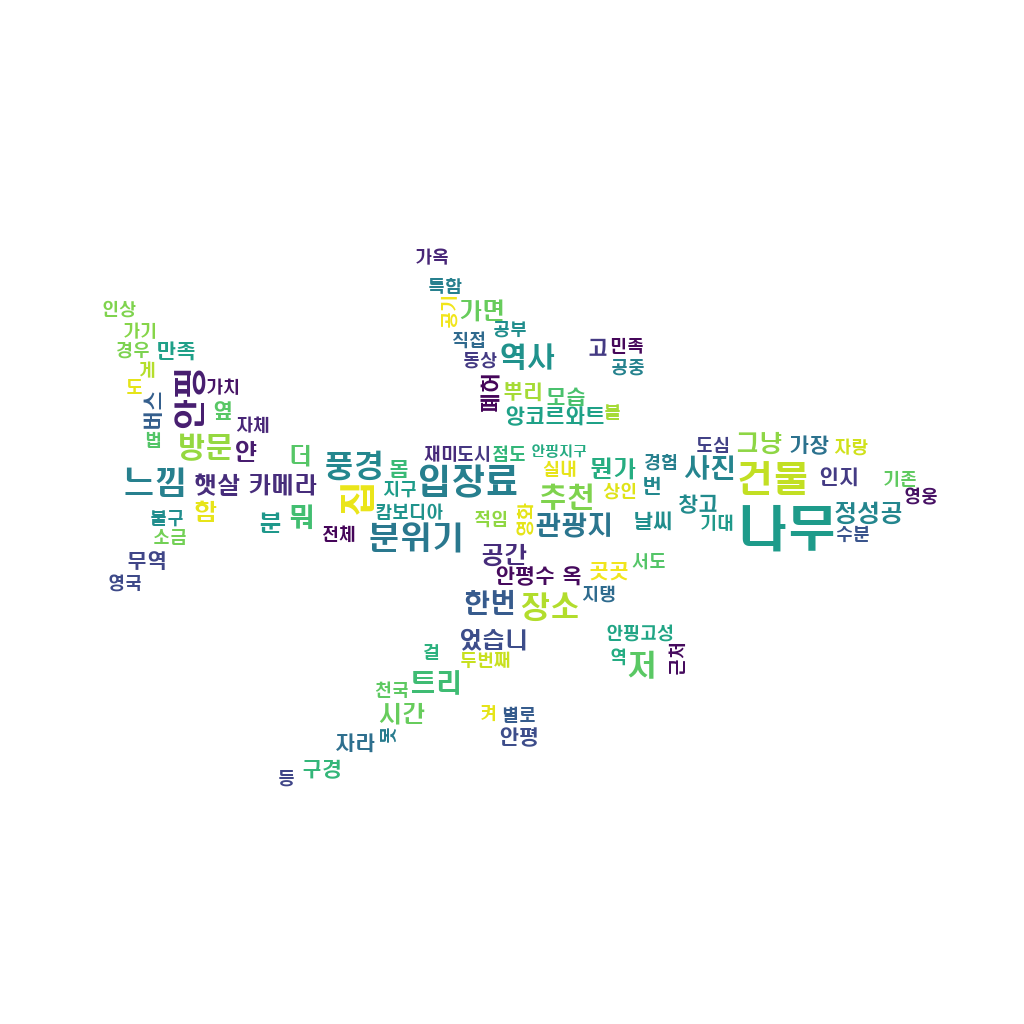 가옥
독함
공기
가면
인상
가기
직접
공부
경우
만족
동상
역사
고
민족
게
공중
도
안핑
가치
폐허
뿌리
모습
버스
옆
앙코르와트
블
자체
법
방문
얀
더
재미도시
점도
안핑지구
도심
그냥
가장
자랑
풍경
몸
실내
뭔가
경험
사진
느낌
햇살
카메라
집
지구
입장료
추천
상인
번
건물
인지
기존
영웅
함
캄보디아
창고
정성공
불구
분
뭐
적임
영화
관광지
날씨
기대
나무
수분
소금
전체
분위기
무역
공간
서도
영국
안평수
옥
곳곳
한번
장소
지탱
었습니
안핑고성
걸
두번째
역
저
근처
트리
천국
시간
켜
별로
자라
못
안평
구경
등